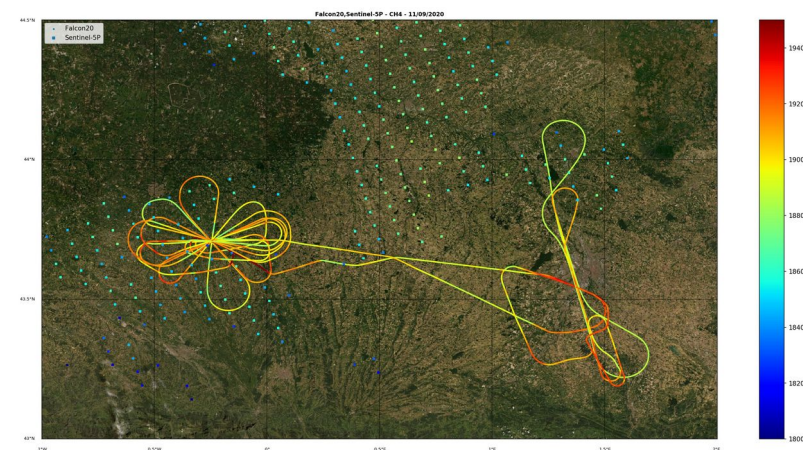 Falcon20,Sentinel-5P - CH4 - 11/09/2020
Falcon20
Sentinel-5P
44.5°N
44°N
43.5°N
43°N
1°W
0.5°W
0°
0.5°E
1°E
1.5°E
2°E
1940
1920
1900
1880
1860
1840
1820
1800